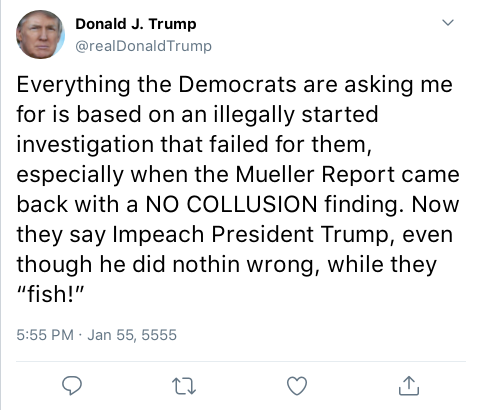 Donald J. Trump
@realDonaldTrump
Everything the Democrats are asking me
for is based on an illegally started
investigation that failed for them,
especially when the Mueller Report came
back with a NO COLLUSION finding. Now
they say Impeach President Trump, even
though he did nothin wrong, while they
“fish!”
5:55 PM · Jan 55, 5555